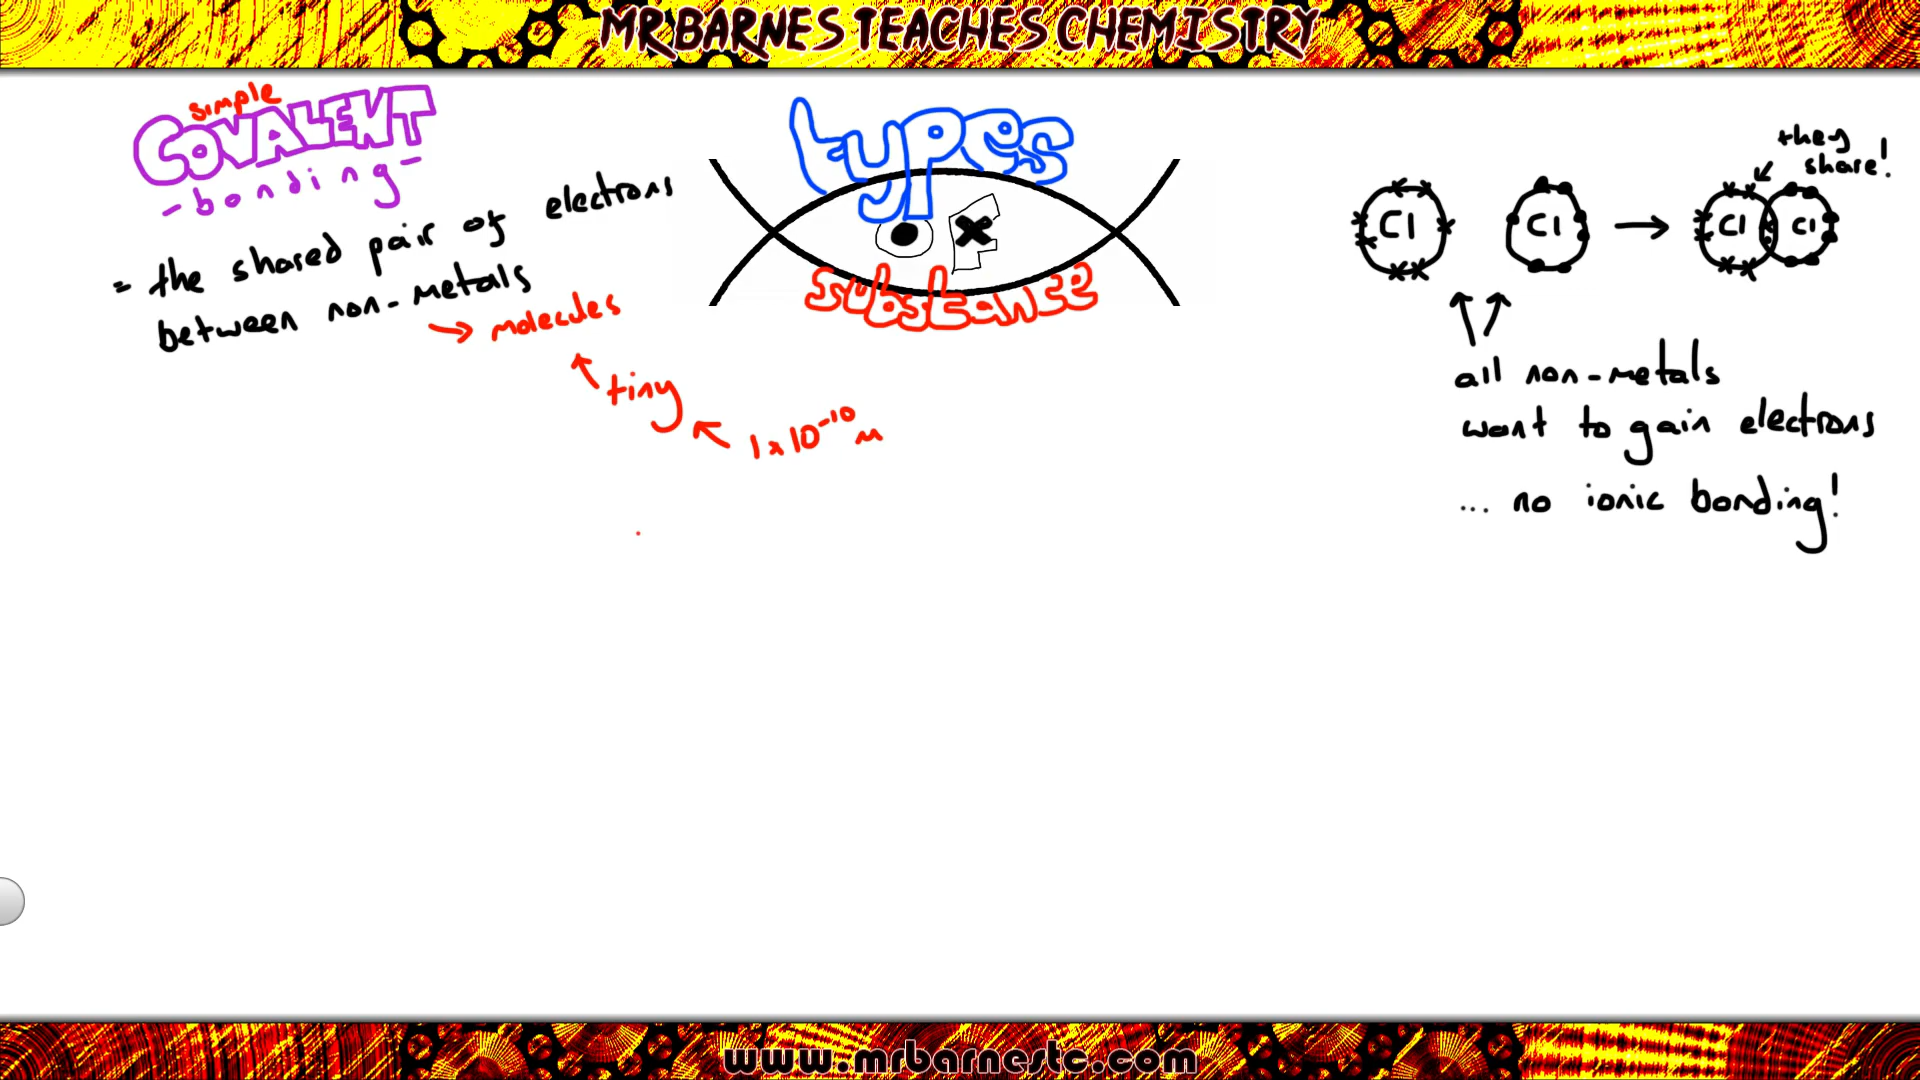 MRBARNES TEACHES CHEMISTRY
simple
COVALENT
- bonding -
= the shared pair of electrons
between non-metals
→ molecules
tiny
1x10⁻¹⁰ m
types
of
substance
Cl Cl → Cl Cl
they
share!
all non-metals
want to gain electrons
... no ionic bonding!
www.mrbarnestc.com